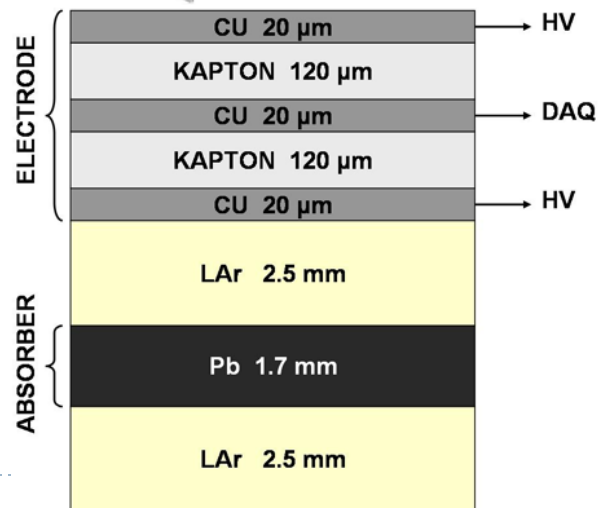 CU 20 µm
HV
KAPTON 120 µm
CU 20 µm
DAQ
KAPTON 120 µm
CU 20 µm
HV
ELECTRODE
LAr 2.5 mm
Pb 1.7 mm
ABSORBER
LAr 2.5 mm